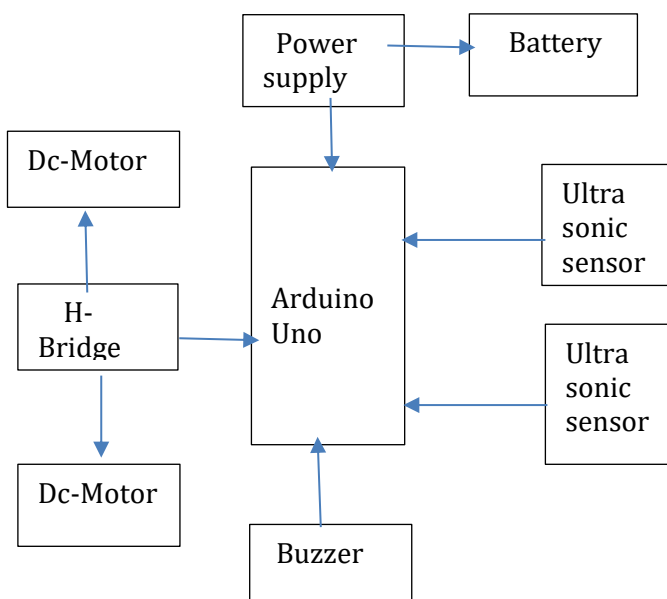 Power
supply
Battery
Dc-Motor
Ultra
sonic
sensor
H-
Bridge
Arduino
Uno
Ultra
sonic
sensor
Dc-Motor
Buzzer